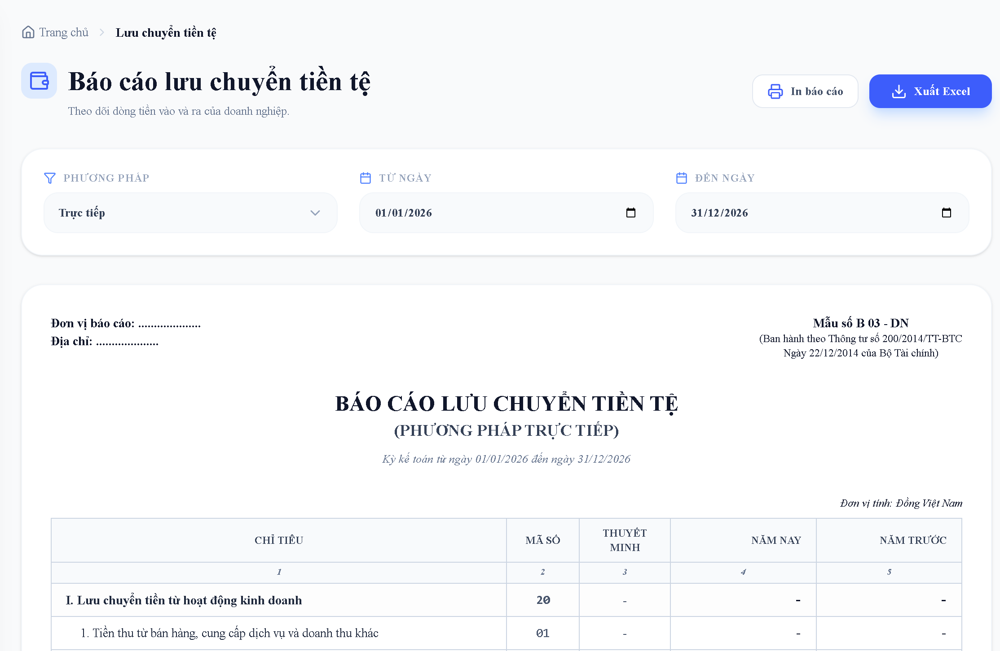 Trang chủ > Lưu chuyển tiền tệ
Báo cáo lưu chuyển tiền tệ
Theo dõi dòng tiền vào và ra của doanh nghiệp.
In báo cáo
Xuất Excel
PHƯƠNG PHÁP
Trực tiếp
TỪ NGÀY
01/01/2026
ĐẾN NGÀY
31/12/2026
Đơn vị báo cáo: ....................
Địa chỉ: ....................
Mẫu số B 03 - DN
(Ban hành theo Thông tư số 200/2014/TT-BTC
Ngày 22/12/2014 của Bộ Tài chính)
BÁO CÁO LƯU CHUYỂN TIỀN TỆ
(PHƯƠNG PHÁP TRỰC TIẾP)
Kỳ kế toán từ ngày 01/01/2026 đến ngày 31/12/2026
Đơn vị tính: Đồng Việt Nam
CHỈ TIÊU MÃ SỐ THUYẾT MINH NĂM NAY NĂM TRƯỚC
1 2 3 4 5
I. Lưu chuyển tiền từ hoạt động kinh doanh 20 - - -
1. Tiền thu từ bán hàng, cung cấp dịch vụ và doanh thu khác 01 - - -